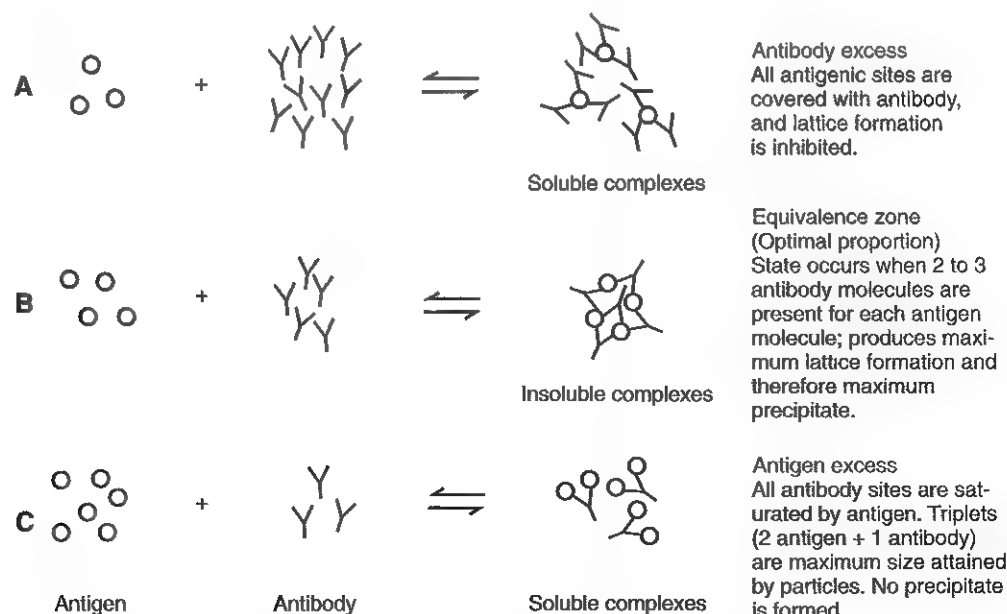 A
+
Soluble complexes
Antibody excess
All antigenic sites are
covered with antibody,
and lattice formation
is inhibited.
B
+
Insoluble complexes
Equivalence zone
(Optimal proportion)
State occurs when 2 to 3
antibody molecules are
present for each antigen
molecule; produces maxi-
mum lattice formation and
therefore maximum
precipitate.
C
+
Antigen
Antibody
Soluble complexes
Antigen excess
All antibody sites are sat-
urated by antigen. Triplets
(2 antigen + 1 antibody)
are maximum size attained
by particles. No precipitate
is formed